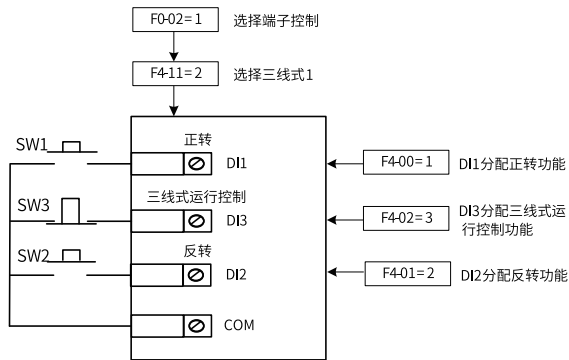 F0-02=1 选择端子控制
F4-11=2 选择三线式1
SW1
正转
DI1
F4-00=1
DI1分配正转功能
三线式运行控制
SW3
DI3
F4-02=3
DI3分配三线式运
行控制功能
SW2
反转
DI2
F4-01=2
DI2分配反转功能
COM